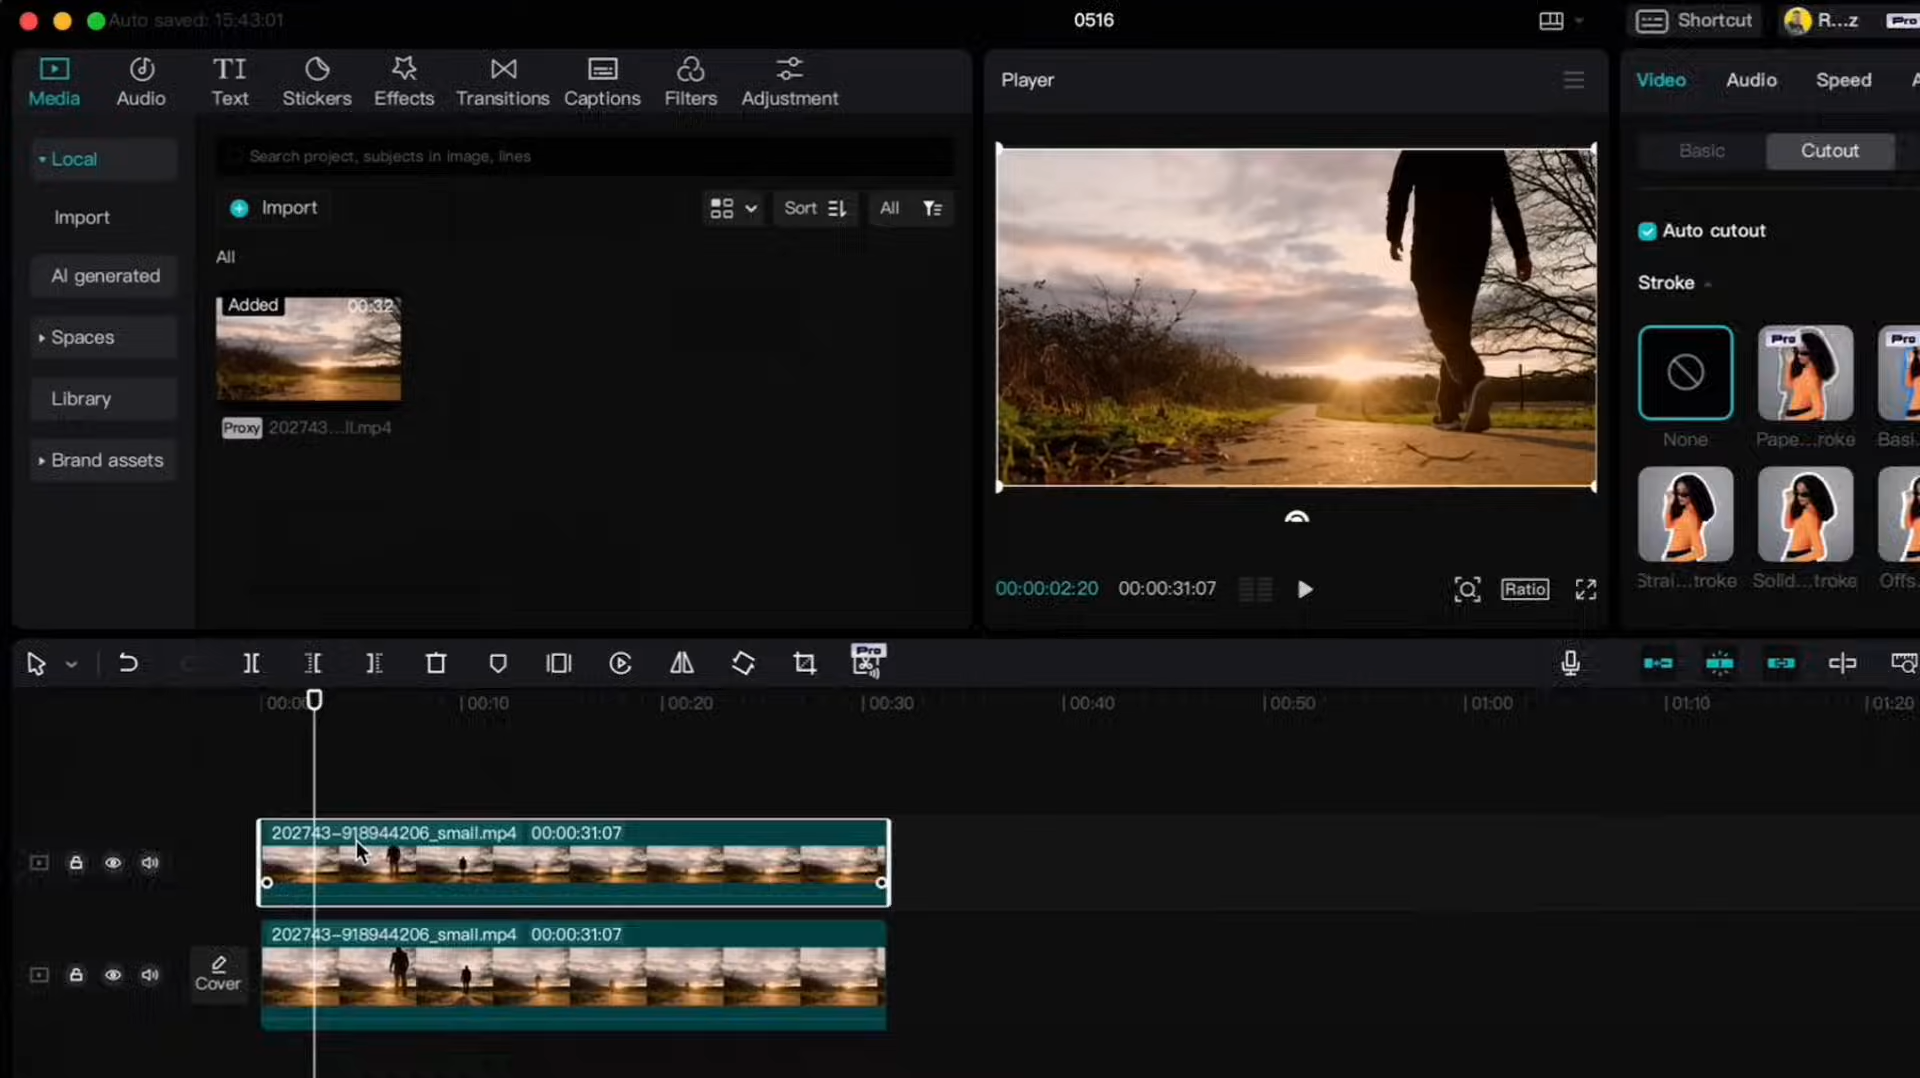 Auto saved: 15:43:01
0516
Shortcut
R...z
Pro
Media
Audio
TI
Text
Stickers
Effects
Transitions
Captions
Filters
Adjustment
Local
Import
AI generated
Spaces
Library
Brand assets
Search project, subjects in image, lines
Import
Sort
All
All
Added
00:32
Proxy
202743...ll.mp4
Player
00:00:02:20
00:00:31:07
Ratio
Video
Audio
Speed
Basic
Cutout
Auto cutout
Stroke
Pro
Pro
None
Pape...roke
Basi...
Strai...troke
Solid...troke
Offs...
Pro
00:10
00:20
00:30
00:40
00:50
01:00
01:10
01:20
202743-918944206_small.mp4 00:00:31:07
202743-918944206_small.mp4 00:00:31:07
Cover